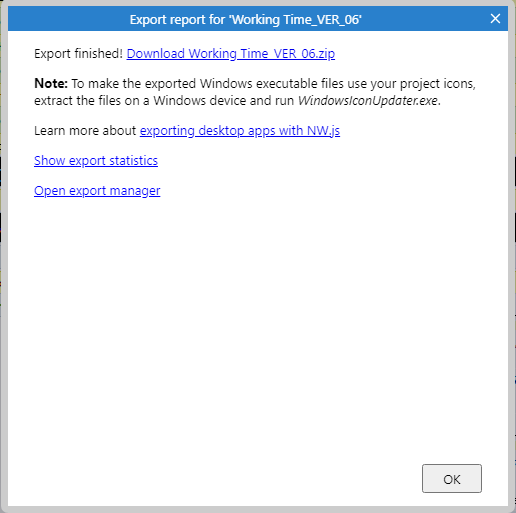 Export report for 'Working Time_VER_06'
Export finished! Download Working Time_VER_06.zip
Note: To make the exported Windows executable files use your project icons,
extract the files on a Windows device and run WindowsIconUpdater.exe.
Learn more about exporting desktop apps with NW.js
Show export statistics
Open export manager
OK